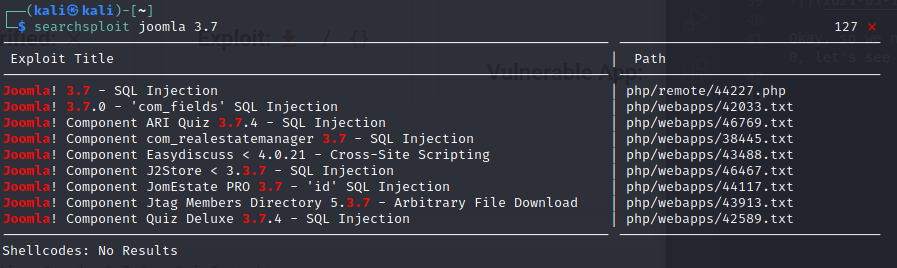 ┌──(kali㉿kali)-[~]
└─$ searchsploit joomla 3.7 127 ⨯
Exploit Title | Path
Joomla! 3.7 - SQL Injection | php/remote/44227.php
Joomla! 3.7.0 - 'com_fields' SQL Injection | php/webapps/42033.txt
Joomla! Component ARI Quiz 3.7.4 - SQL Injection | php/webapps/46769.txt
Joomla! Component com_realestatemanager 3.7 - SQL Injection | php/webapps/38445.txt
Joomla! Component Easydiscuss < 4.0.21 - Cross-Site Scripting | php/webapps/43488.txt
Joomla! Component J2Store < 3.3.7 - SQL Injection | php/webapps/46467.txt
Joomla! Component JomEstate PRO 3.7 - 'id' SQL Injection | php/webapps/44117.txt
Joomla! Component Jtag Members Directory 5.3.7 - Arbitrary File Download | php/webapps/43913.txt
Joomla! Component Quiz Deluxe 3.7.4 - SQL Injection | php/webapps/42589.txt
Shellcodes: No Results
Exploit: / {}
Vulnerable App: